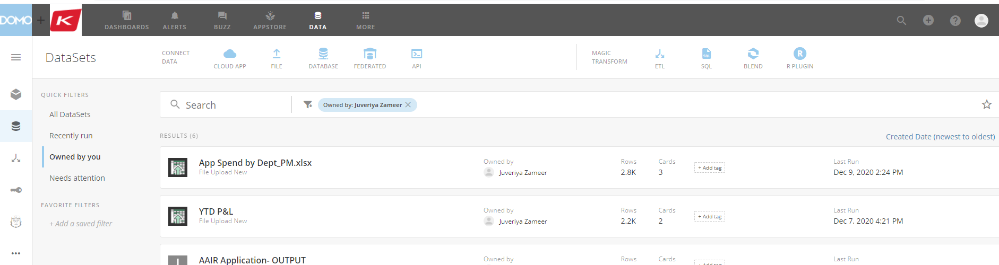 DOMO
K
DASHBOARDS
ALERTS
BUZZ
APPSTORE
DATA
MORE
DataSets
CONNECT
DATA
CLOUD APP
FILE
DATABASE
FEDERATED
API
MAGIC
TRANSFORM
ETL
SQL
SQL
BLEND
R
R PLUGIN
QUICK FILTERS
All DataSets
Recently run
Owned by you
Needs attention
FAVORITE FILTERS
+ Add a saved filter
Search
Owned by: Juveriya Zameer
RESULTS (6)
Created Date (newest to oldest)
App Spend by Dept_PM.xlsx
File Upload New
Owned by
Juveriya Zameer
Rows
2.8K
Cards
3
+ Add tag
Last Run
Dec 9, 2020 2:24 PM
YTD P&L
File Upload New
Owned by
Juveriya Zameer
Rows
2.2K
Cards
2
+ Add tag
Last Run
Dec 7, 2020 4:21 PM
AAIR Application- OUTPUT
Owned by
Rows
Cards
+ Add tag
Last Run